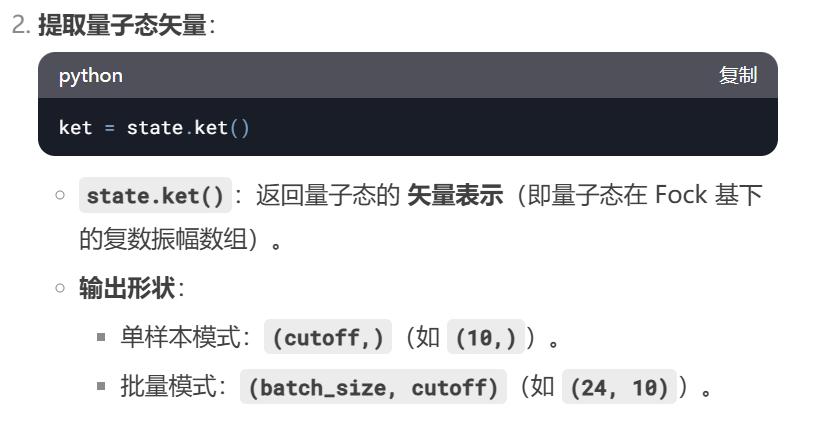 2. 提取量子态矢量：
python 复制
ket = state.ket()
state.ket()：返回量子态的 矢量表示（即量子态在 Fock 基下
的复数振幅数组）。
输出形状：
单样本模式：(cutoff,)（如 (10,)）。
批量模式：(batch_size, cutoff)（如 (24, 10)）。